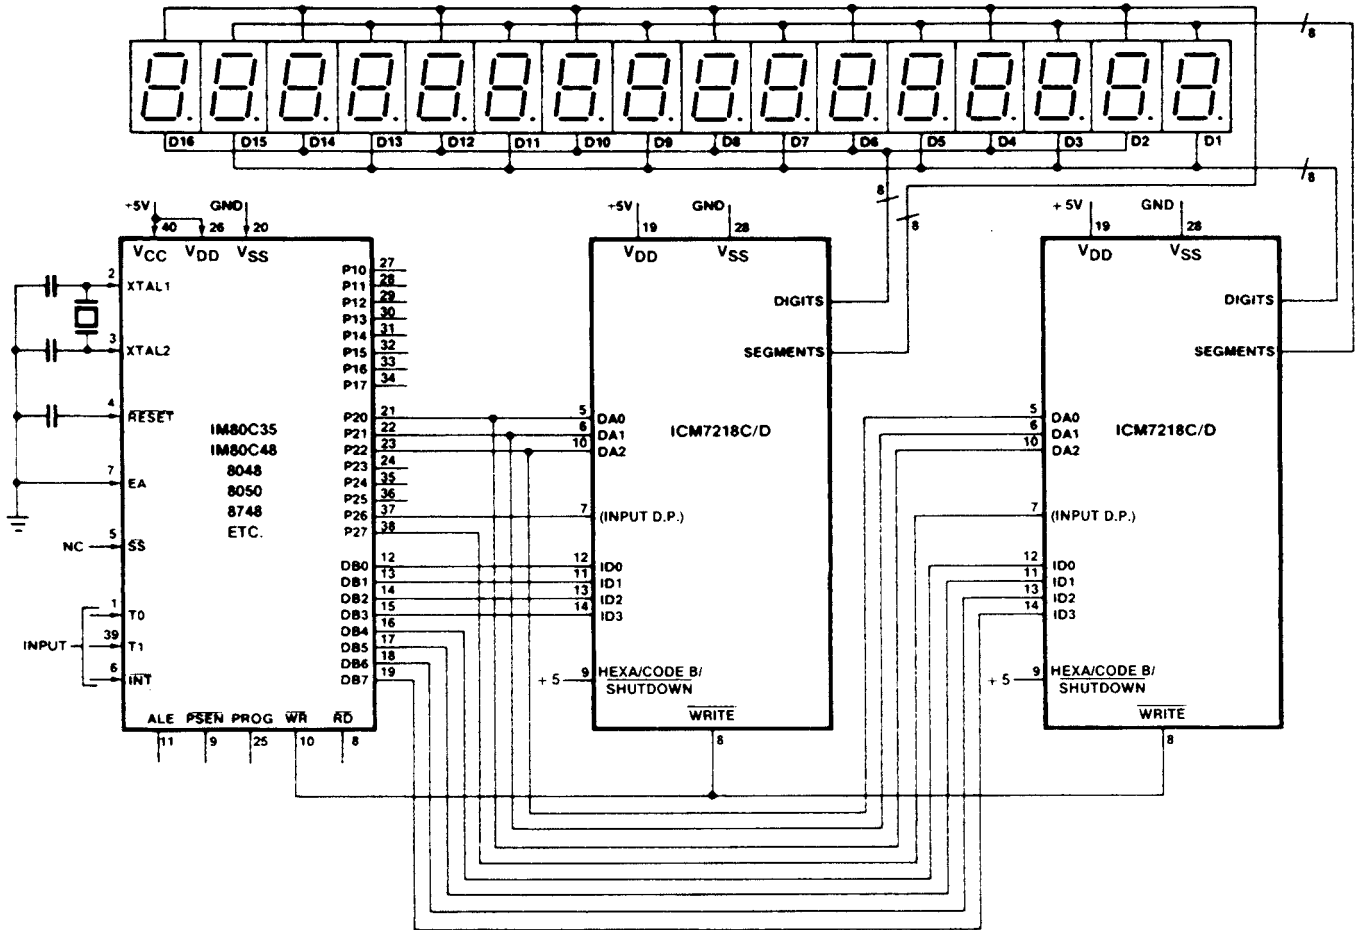 8
D16 D15 D14 D13 D12 D11 D10 D9 D8 D7 D6 D5 D4 D3 D2 D1
8
8
8
+5V
GND
40 26 20
VCC VDD VSS
2 XTAL1
3 XTAL2
4 RESET
7 EA
NC 5 SS
INPUT
1 T0
39 T1
6 INT
IM80C35
IM80C48
8048
8050
8748
ETC.
P10 27
P11 28
P12 29
P13 30
P14 31
P15 32
P16 33
P17 34
P20 21
P21 22
P22 23
P23 24
P24 35
P25 36
P26 37
P27 38
DB0 12
DB1 13
DB2 14
DB3 15
DB4 16
DB5 17
DB6 18
DB7 19
ALE PSEN PROG WR RD
11 9 25 10 8
+5V
GND
19 28
VDD VSS
DIGITS
SEGMENTS
ICM7218C/D
5 DA0
6 DA1
10 DA2
7 (INPUT D.P.)
12 ID0
11 ID1
13 ID2
14 ID3
+ 5 9 HEXA/CODE B/
SHUTDOWN
WRITE
8
+ 5V
GND
19 28
VDD VSS
DIGITS
SEGMENTS
ICM7218C/D
5 DA0
6 DA1
10 DA2
7 (INPUT D.P.)
12 ID0
11 ID1
13 ID2
14 ID3
+ 5 9 HEXA/CODE B/
SHUTDOWN
WRITE
8